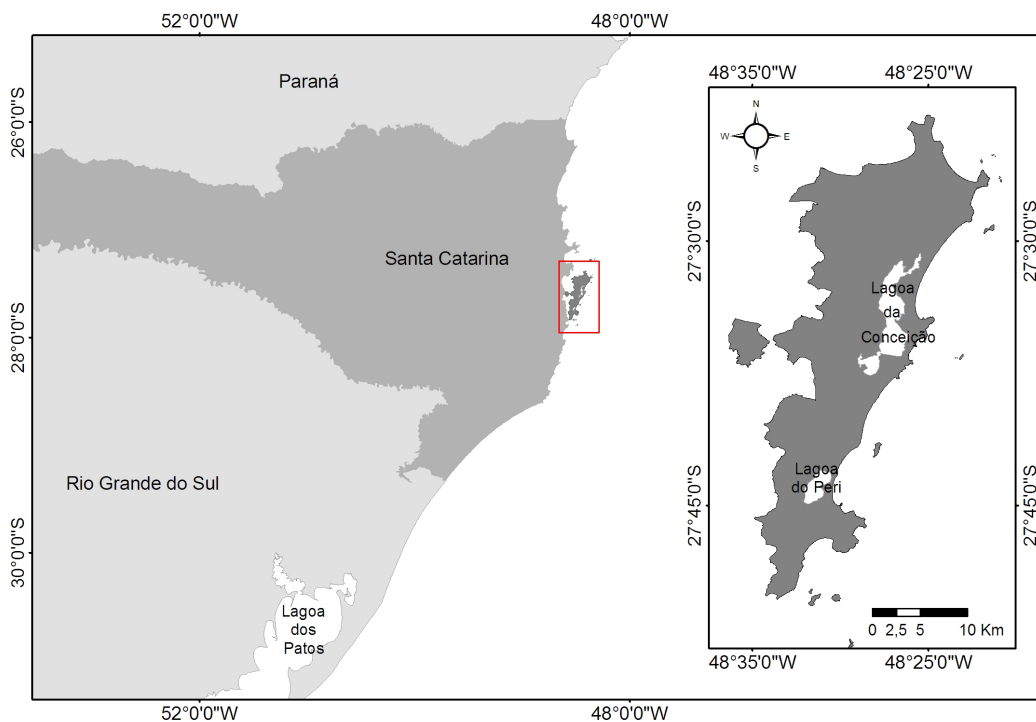 52°0'0"W
48°0'0"W
26°0'0"S
28°0'0"S
30°0'0"S
Paraná
Santa Catarina
Rio Grande do Sul
Lagoa
dos
Patos
52°0'0"W
48°0'0"W
48°35'0"W
48°25'0"W
N
W
E
S
27°30'0"S
27°30'0"S
Lagoa
da
Conceição
Lagoa
do Peri
27°45'0"S
27°45'0"S
0 2,5 5 10 Km
48°35'0"W
48°25'0"W